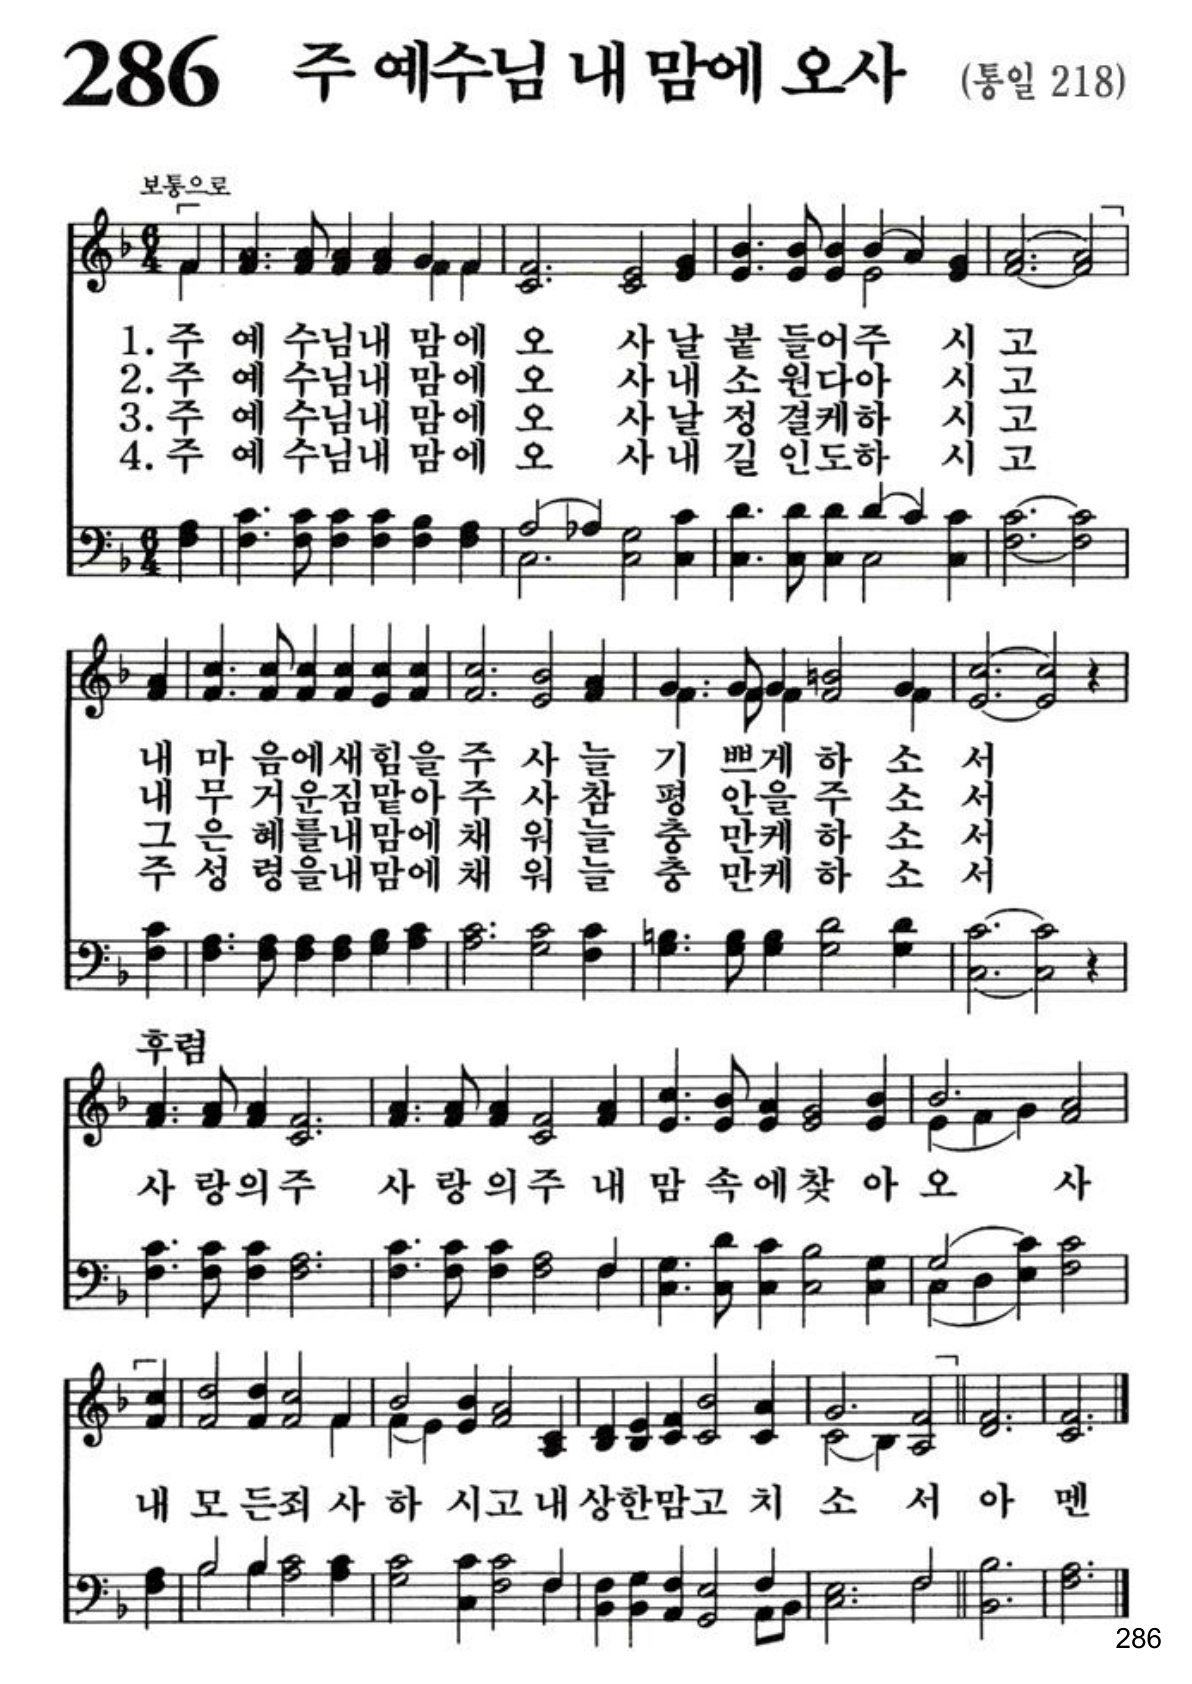 286 주 예수님 내 맘에 오사 (통일 218)
보통으로
1. 주 예 수님내 맘에 오 사 날 붙 들어주 시 고
2. 주 예 수님내 맘에 오 사 내 소 원다아 시 고
3. 주 예 수님내 맘에 오 사 날 정 결케하 시 고
4. 주 예 수님내 맘에 오 사 내 길 인도하 시 고
내 마 음에새힘을 주 사 늘 기 쁘게 하 소 서
내 무 거운짐맡아 주 사 참 평 안을 주 소 서
그 은 혜를내맘에 채 워 늘 충 만케 하 소 서
주 성 령을내맘에 채 워 늘 충 만케 하 소 서
후렴
사 랑의주 사 랑의주 내 맘 속에찾 아 오 사
내 모 든죄 사 하 시고 내 상한맘고 치 소 서 아 멘
286